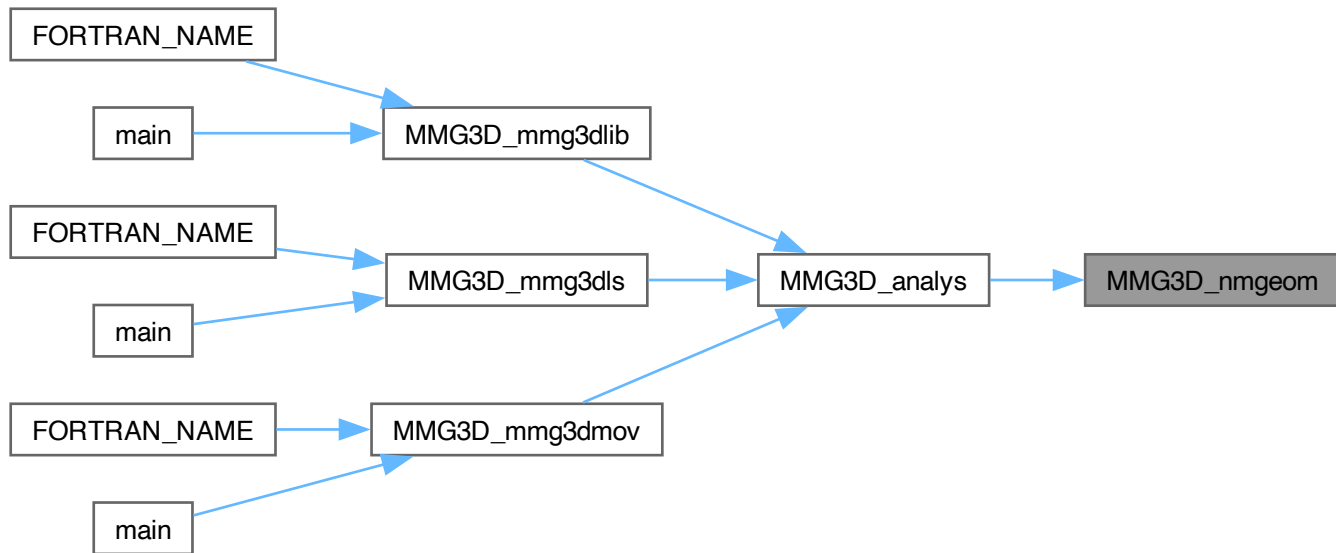 FORTRAN_NAME
main
MMG3D_mmg3dlib
FORTRAN_NAME
main
MMG3D_mmg3dls
MMG3D_analys
MMG3D_nmgeom
FORTRAN_NAME
main
MMG3D_mmg3dmov